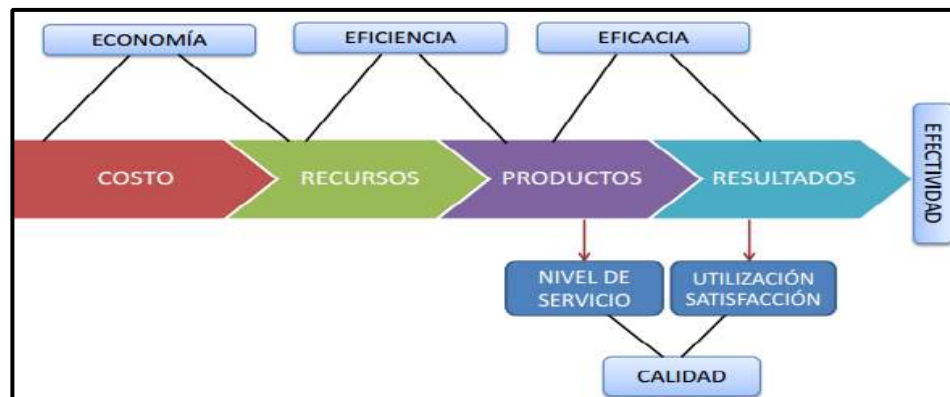 ECONOMÍA
EFICIENCIA
EFICACIA
COSTO
RECURSOS
PRODUCTOS
RESULTADOS
EFECTIVIDAD
NIVEL DE
SERVICIO
UTILIZACIÓN
SATISFACCIÓN
CALIDAD